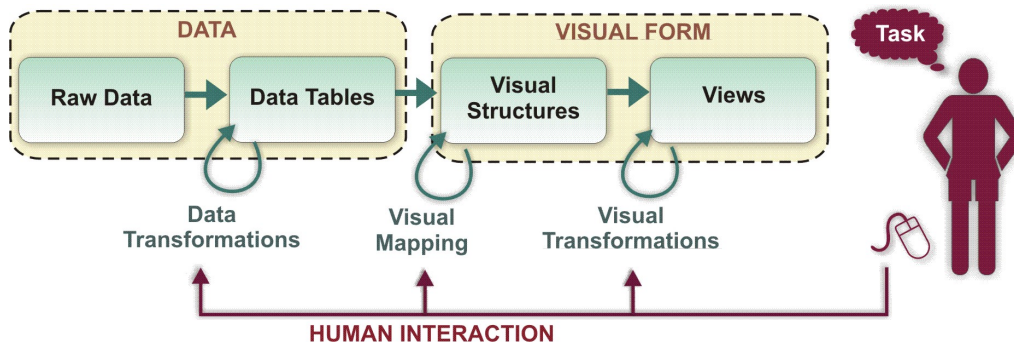 DATA
VISUAL FORM
Task
Raw Data
Data Tables
Visual
Structures
Views
Data
Transformations
Visual
Mapping
Visual
Transformations
HUMAN INTERACTION